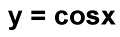 y = cosx